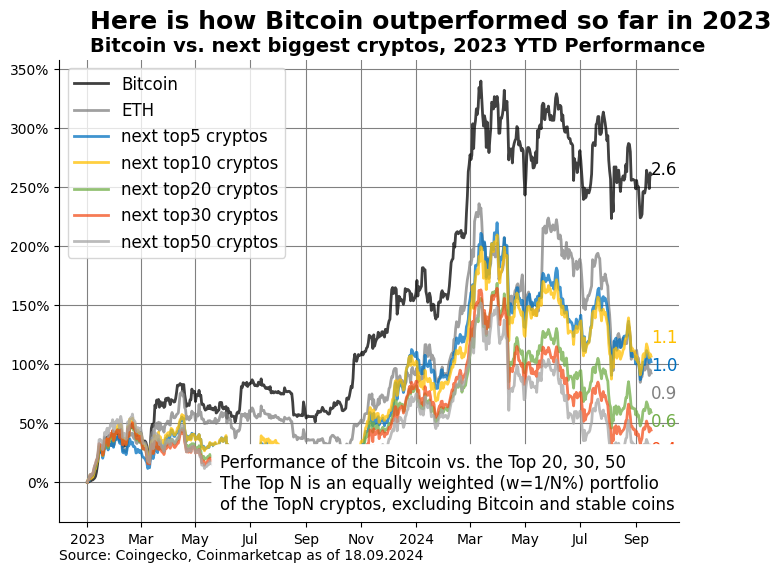 Here is how Bitcoin outperformed so far in 2023
Bitcoin vs. next biggest cryptos, 2023 YTD Performance
350%
300%
250%
200%
150%
100%
50%
0%
Bitcoin
ETH
next top5 cryptos
next top10 cryptos
next top20 cryptos
next top30 cryptos
next top50 cryptos
2.6
1.1
1.0
0.9
0.6
Performance of the Bitcoin vs. the Top 20, 30, 50
The Top N is an equally weighted (w=1/N%) portfolio
of the TopN cryptos, excluding Bitcoin and stable coins
2023 Mar May Jul Sep Nov 2024 Mar May Jul Sep
Source: Coingecko, Coinmarketcap as of 18.09.2024